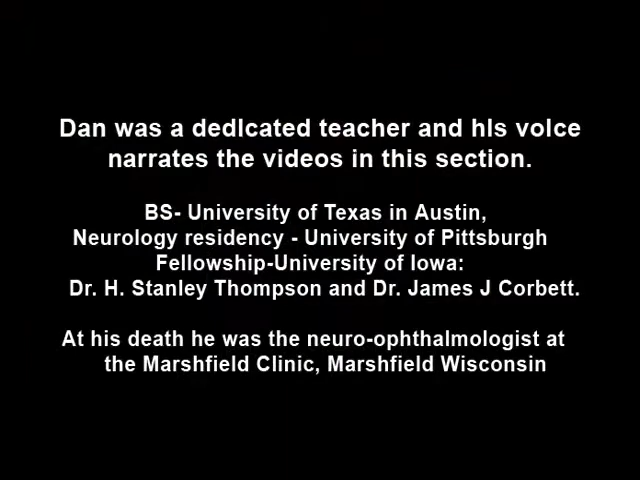 Dan was a dedIcated teacher and hIs voIce
narrates the videos in this section.
BS- University of Texas in Austin,
Neurology residency - University of Pittsburgh
Fellowship-University of Iowa:
Dr. H. Stanley Thompson and Dr. James J Corbett.
At his death he was the neuro-ophthalmologist at
the Marshfield Clinic, Marshfield Wisconsin